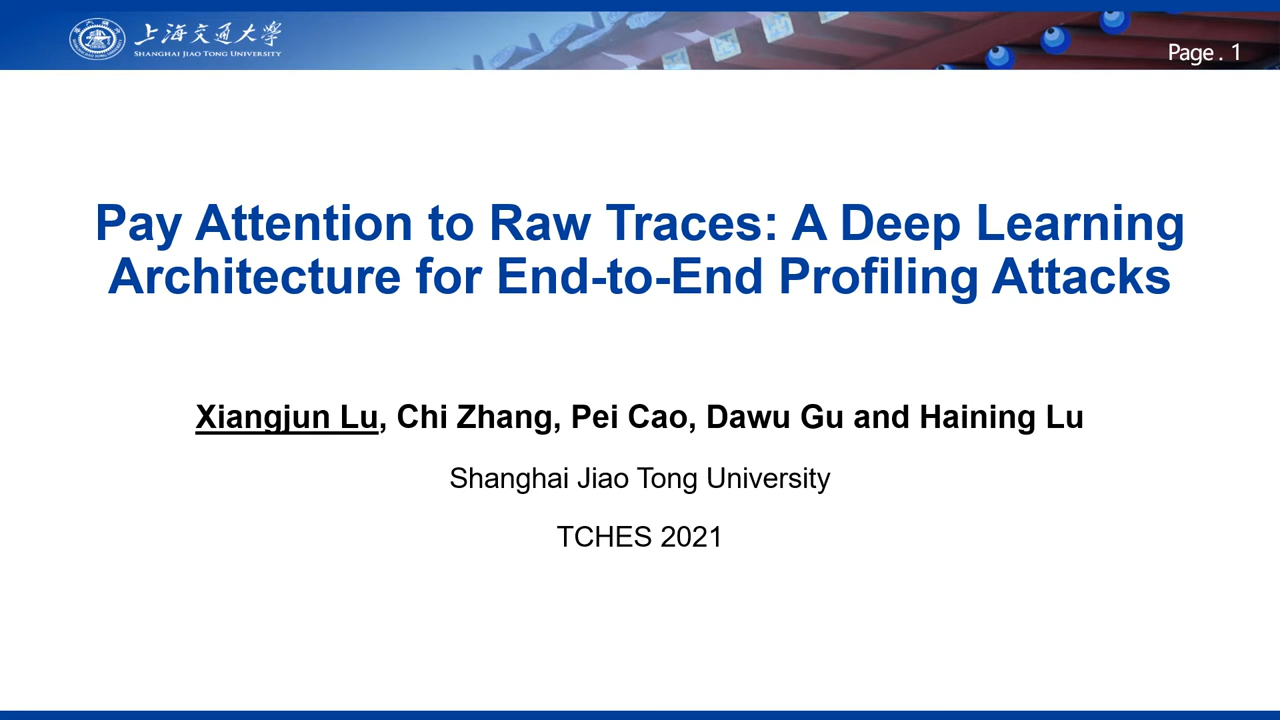 上海交通大学
SHANGHAI JIAO TONG UNIVERSITY
Page . 1
Pay Attention to Raw Traces: A Deep Learning
Architecture for End-to-End Profiling Attacks
Xiangjun Lu, Chi Zhang, Pei Cao, Dawu Gu and Haining Lu
Shanghai Jiao Tong University
TCHES 2021